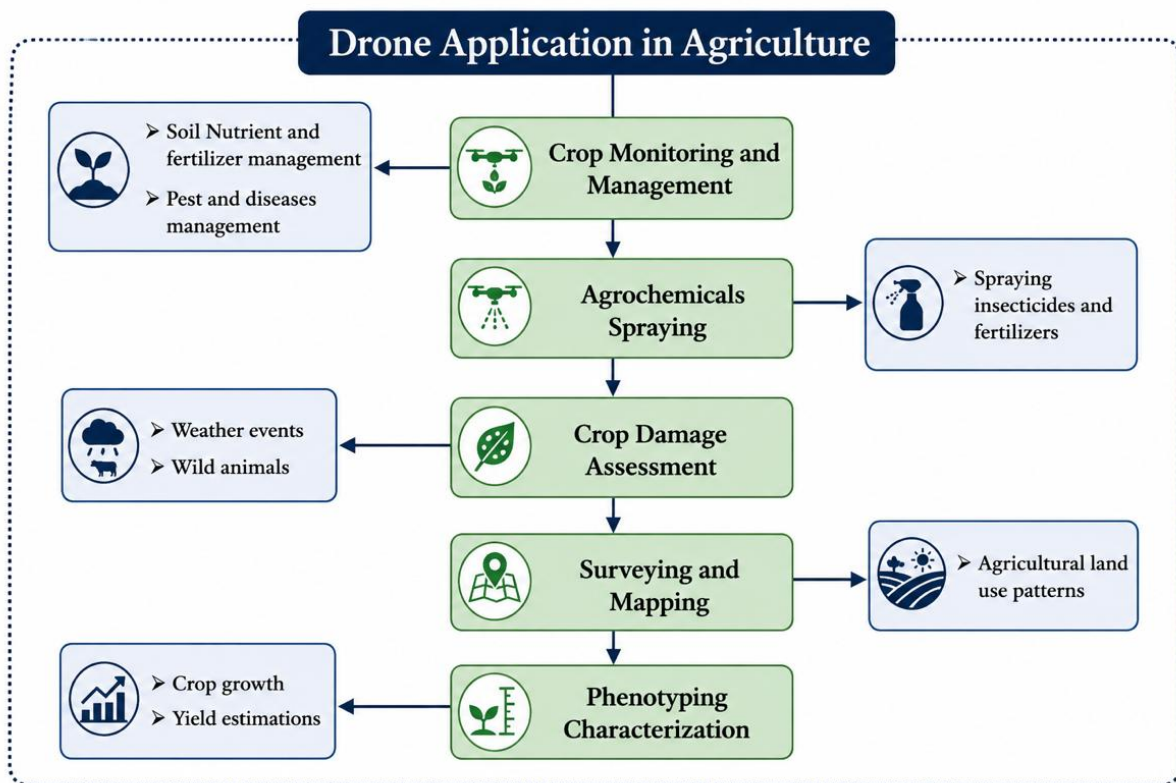 Drone Application in Agriculture
Crop Monitoring and
Management
➢ Soil Nutrient and
fertilizer management
➢ Pest and diseases
management
Agrochemicals
Spraying
➢ Spraying
insecticides and
fertilizers
Crop Damage
Assessment
➢ Weather events
➢ Wild animals
Surveying and
Mapping
➢ Agricultural land
use patterns
Phenotyping
Characterization
➢ Crop growth
➢ Yield estimations